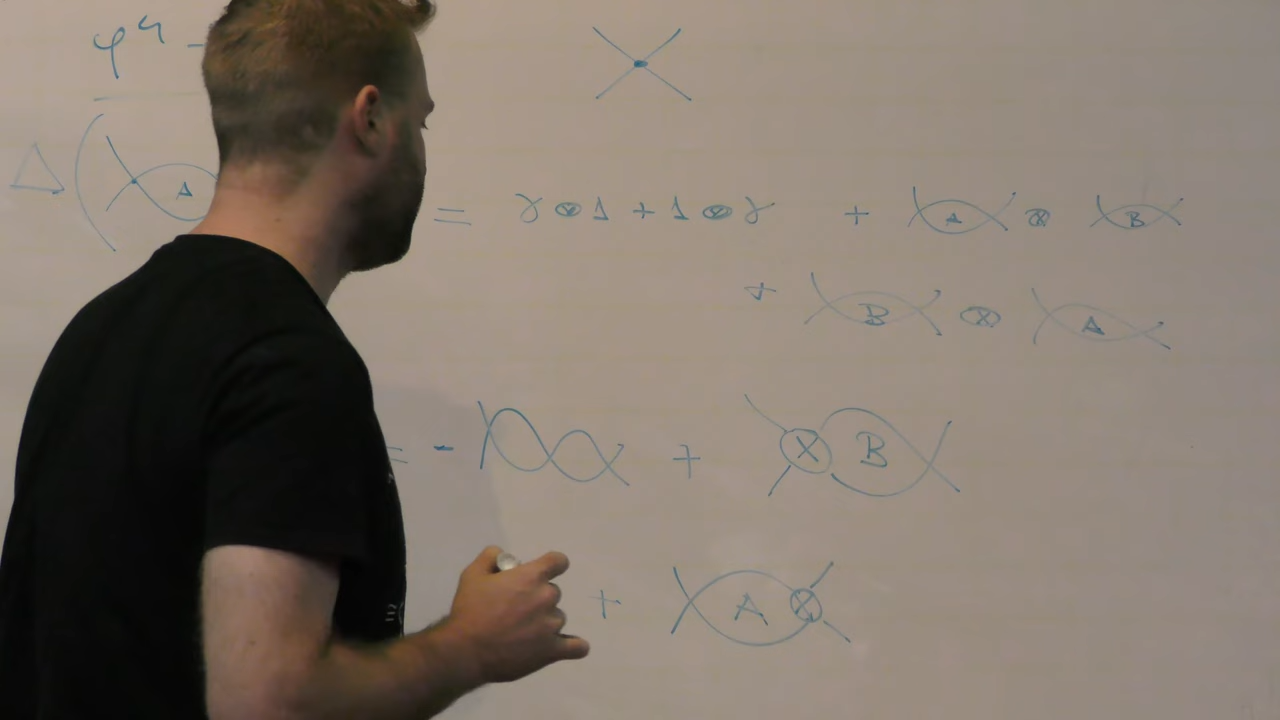 φ⁴ -
Δ( A = γ ⊗ 1 + 1 ⊗ γ + A ⊗ B
+ B ⊗ A
= - + B
+ A